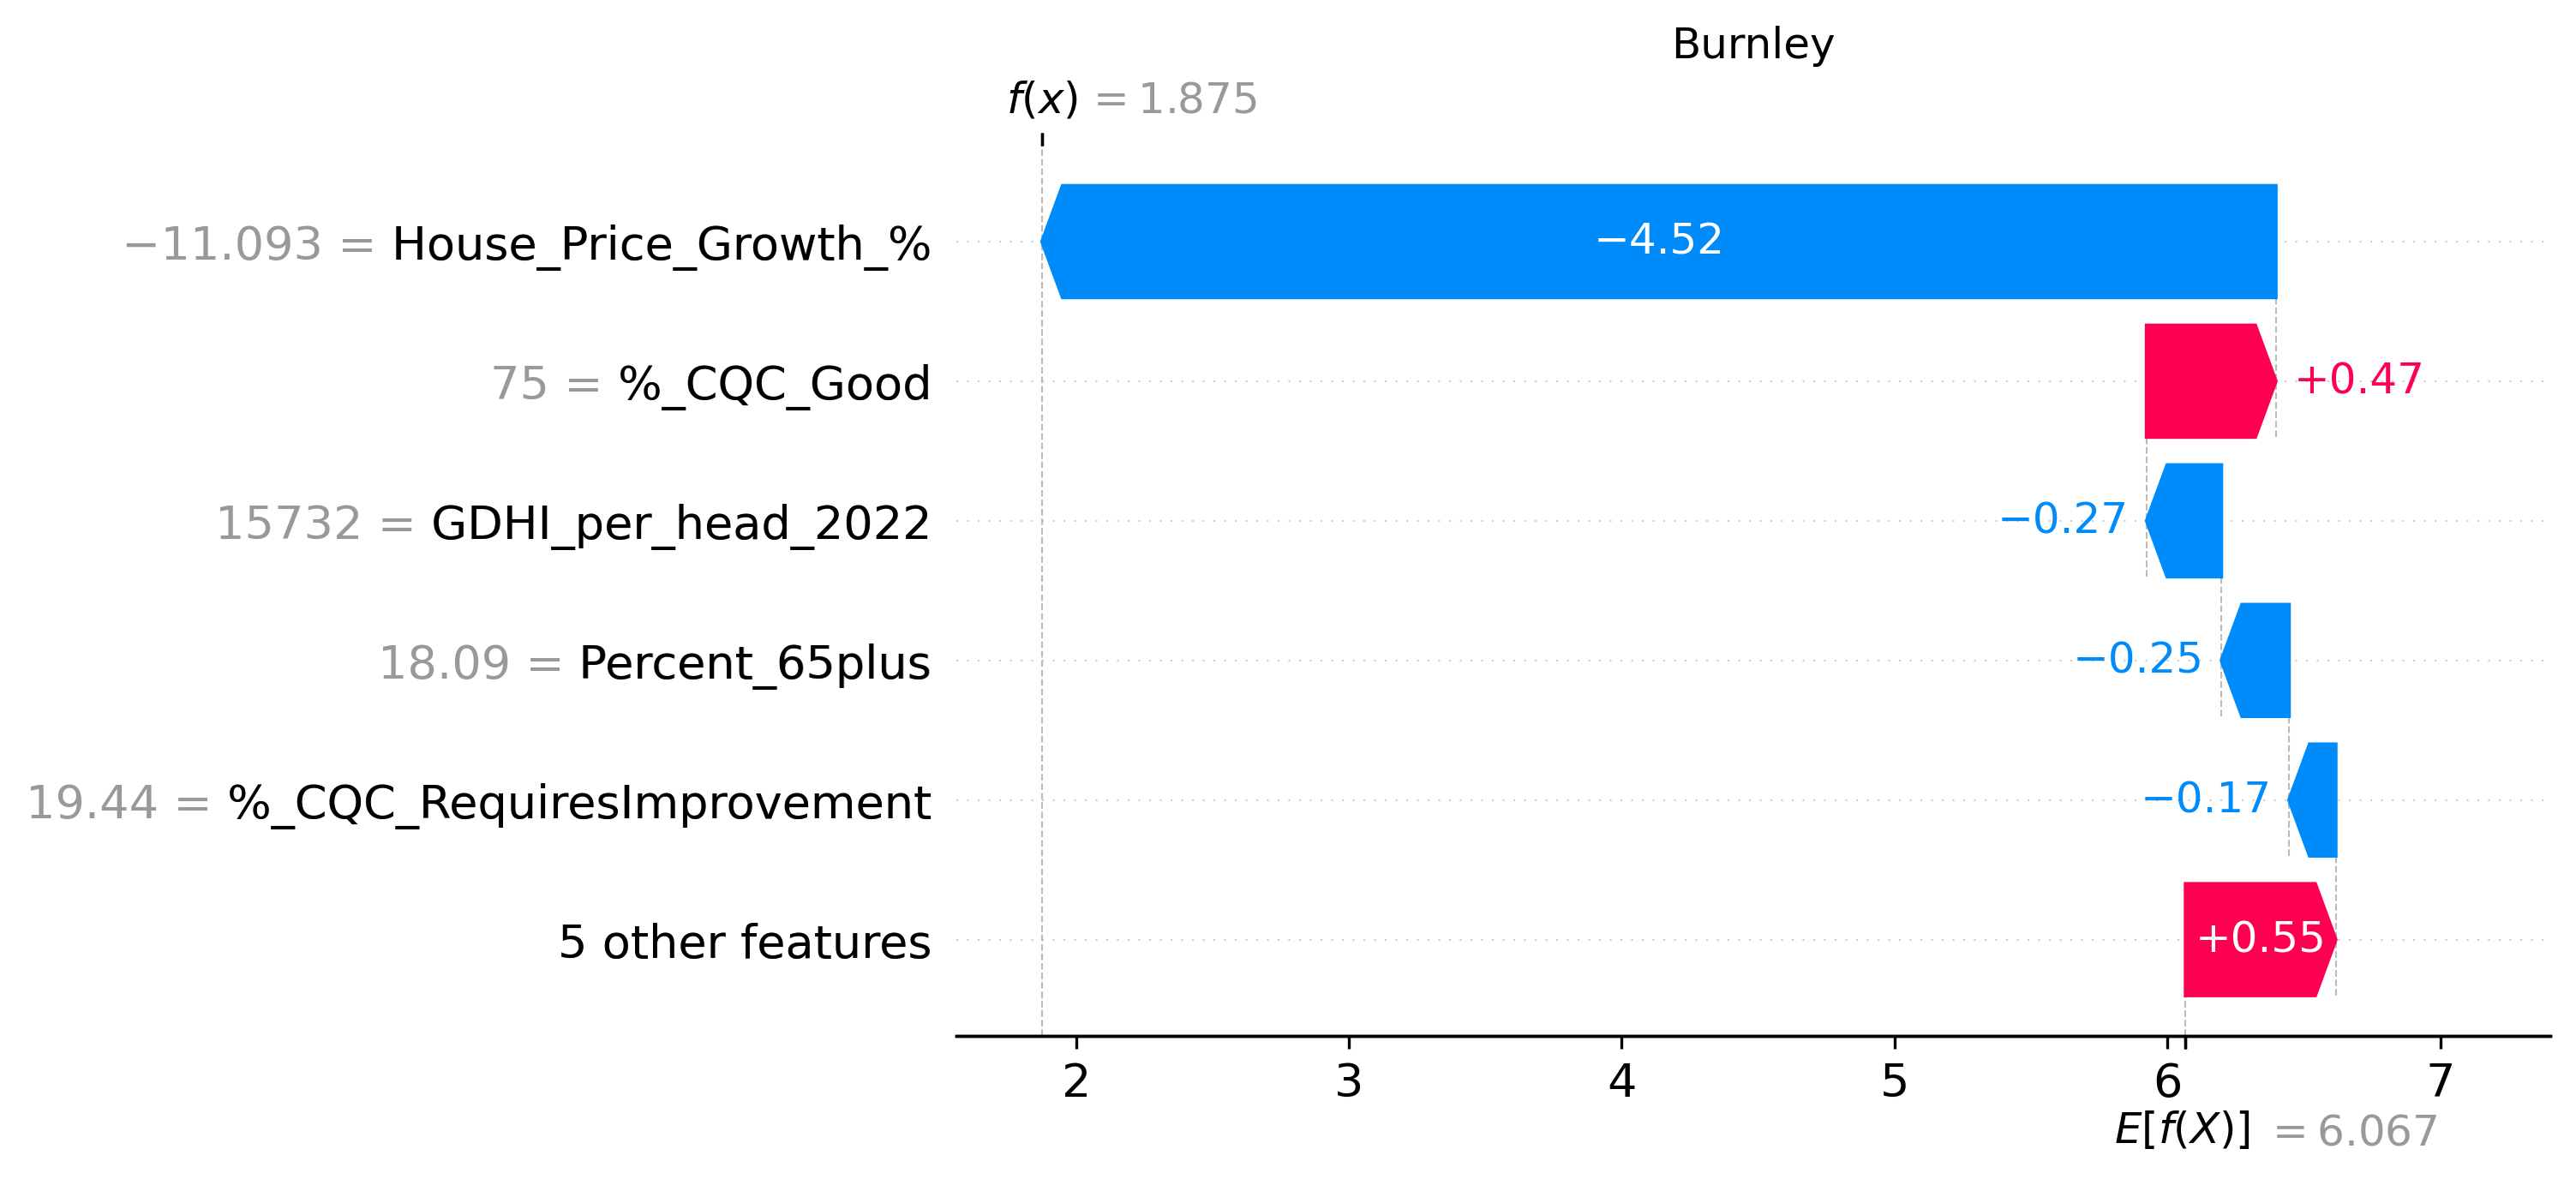 Burnley
f(x) = 1.875
−11.093 = House_Price_Growth_% −4.52
75 = %_CQC_Good +0.47
15732 = GDHI_per_head_2022 −0.27
18.09 = Percent_65plus −0.25
19.44 = %_CQC_RequiresImprovement −0.17
5 other features +0.55
2 3 4 5 6 7
E[f(X)] = 6.067